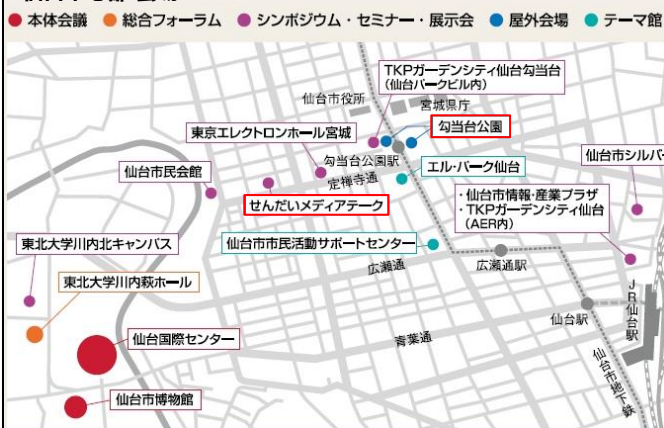 本体会議 総合フォーラム シンポジウム・セミナー・展示会 屋外会場 テーマ館
TKPガーデンシティ仙台勾当台
（仙台パークビル内）
仙台市役所
宮城県庁
東京エレクトロンホール宮城
勾当台公園
勾当台公園駅
仙台市民会館
定禅寺通
エル・パーク仙台
仙台市シルバー
せんだいメディアテーク
・仙台市情報・産業プラザ
・TKPガーデンシティ仙台
（AER内）
東北大学川内北キャンパス
仙台市市民活動サポートセンター
広瀬通
広瀬通駅
東北大学川内萩ホール
JR仙台駅
仙台駅
仙台国際センター
青葉通
仙台市地下鉄
仙台市博物館